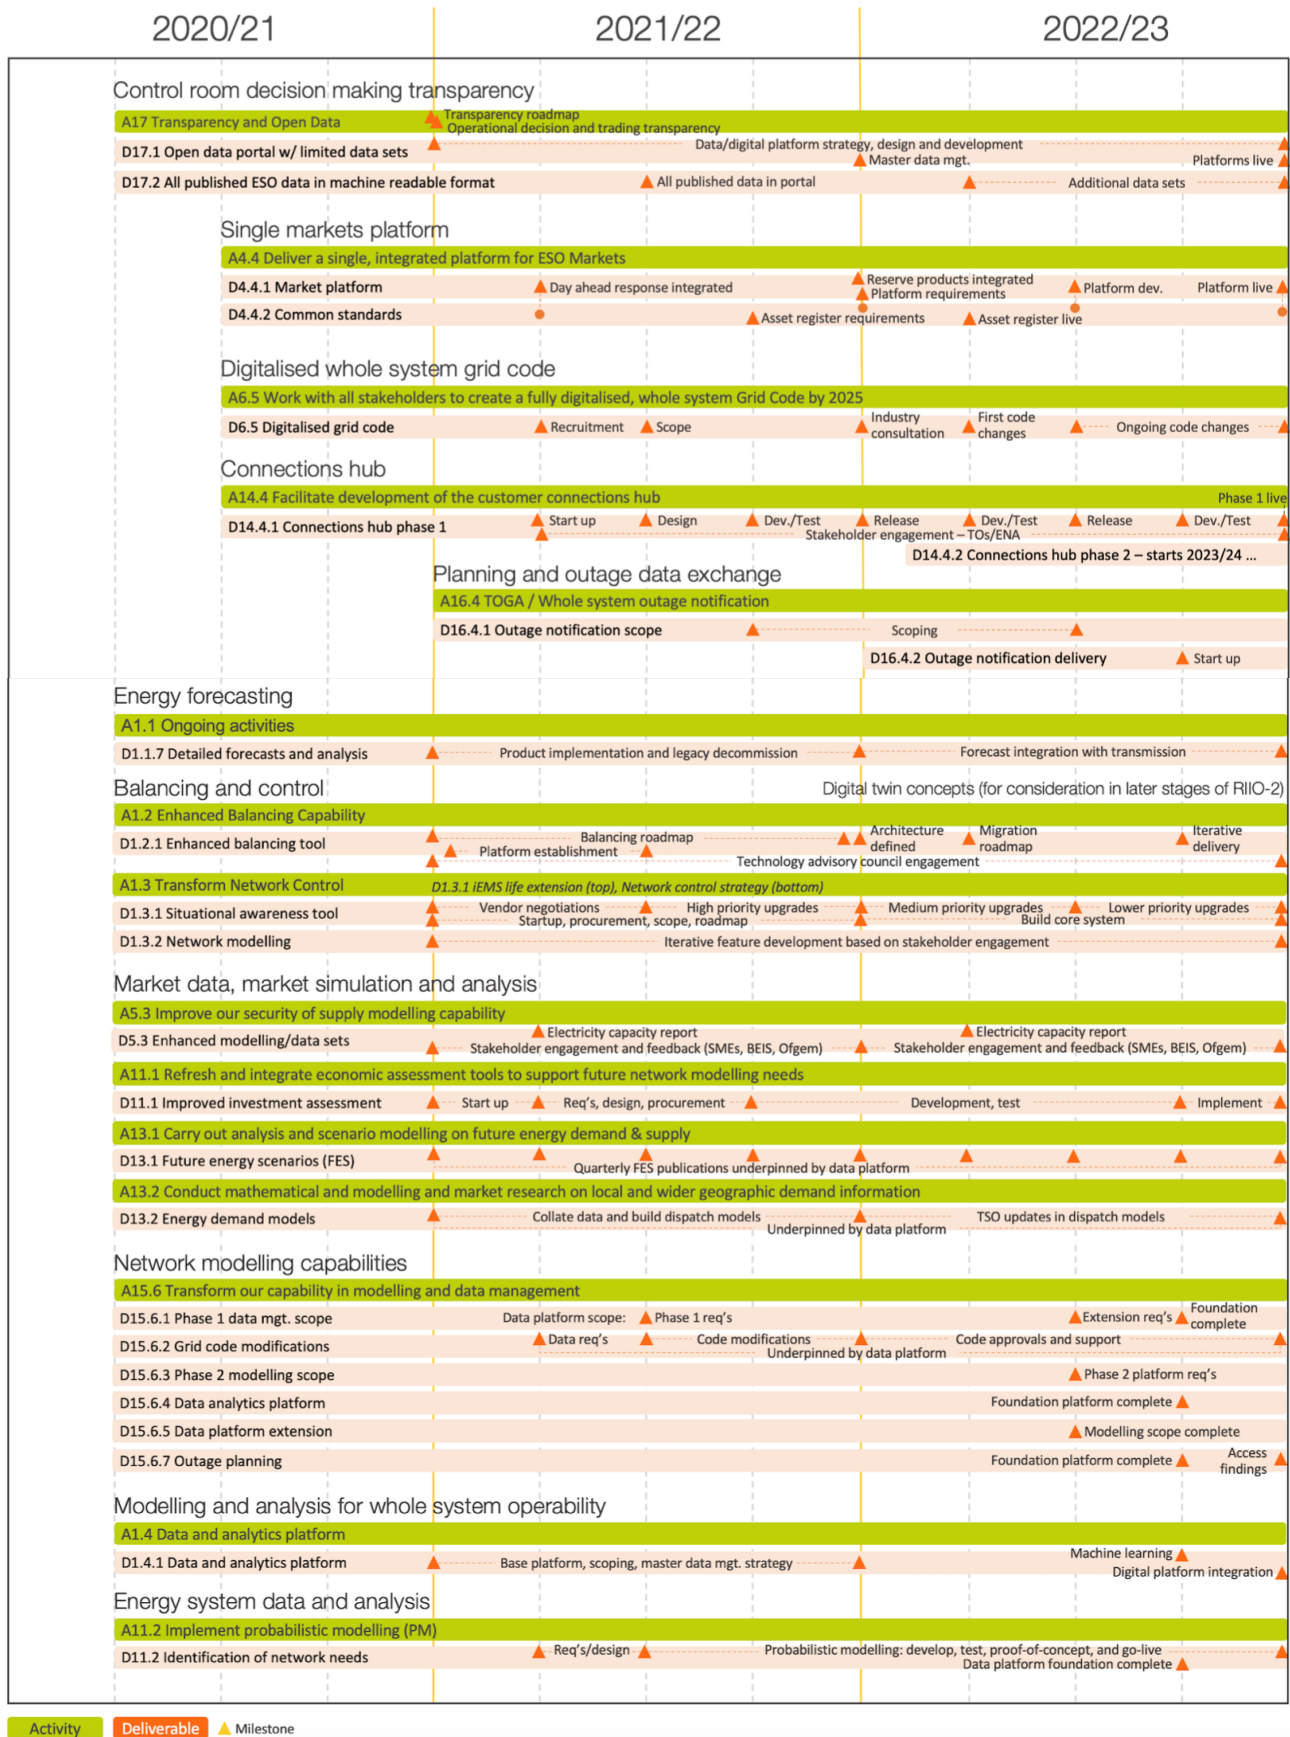 2020/21 2021/22 2022/23
Control room decision making transparency
A17 Transparency and Open Data
Transparency roadmap
Operational decision and trading transparency
D17.1 Open data portal w/ limited data sets
Data/digital platform strategy, design and development
Master data mgt.
Platforms live
D17.2 All published ESO data in machine readable format
All published data in portal
Additional data sets
Single markets platform
A4.4 Deliver a single, integrated platform for ESO Markets
D4.4.1 Market platform
Day ahead response integrated
Reserve products integrated
Platform requirements
Platform dev.
Platform live
D4.4.2 Common standards
Asset register requirements
Asset register live
Digitalised whole system grid code
A6.5 Work with all stakeholders to create a fully digitalised, whole system Grid Code by 2025
D6.5 Digitalised grid code
Recruitment
Scope
Industry
consultation
First code
changes
Ongoing code changes
Connections hub
A14.4 Facilitate development of the customer connections hub
Phase 1 live
D14.4.1 Connections hub phase 1
Start up
Design
Dev./Test
Release
Dev./Test
Release
Dev./Test
Stakeholder engagement – TOs/ENA
D14.4.2 Connections hub phase 2 – starts 2023/24 ...
Planning and outage data exchange
A16.4 TOGA / Whole system outage notification
D16.4.1 Outage notification scope
Scoping
D16.4.2 Outage notification delivery
Start up
Energy forecasting
A1.1 Ongoing activities
D1.1.7 Detailed forecasts and analysis
Product implementation and legacy decommission
Forecast integration with transmission
Balancing and control
Digital twin concepts (for consideration in later stages of RIIO-2)
A1.2 Enhanced Balancing Capability
D1.2.1 Enhanced balancing tool
Balancing roadmap
Platform establishment
Architecture
defined
Migration
roadmap
Iterative
delivery
Technology advisory council engagement
A1.3 Transform Network Control
D1.3.1 iEMS life extension (top), Network control strategy (bottom)
D1.3.1 Situational awareness tool
Vendor negotiations
High priority upgrades
Medium priority upgrades
Lower priority upgrades
Startup, procurement, scope, roadmap
Build core system
D1.3.2 Network modelling
Iterative feature development based on stakeholder engagement
Market data, market simulation and analysis
A5.3 Improve our security of supply modelling capability
D5.3 Enhanced modelling/data sets
Electricity capacity report
Electricity capacity report
Stakeholder engagement and feedback (SMEs, BEIS, Ofgem)
Stakeholder engagement and feedback (SMEs, BEIS, Ofgem)
A11.1 Refresh and integrate economic assessment tools to support future network modelling needs
D11.1 Improved investment assessment
Start up
Req's, design, procurement
Development, test
Implement
A13.1 Carry out analysis and scenario modelling on future energy demand & supply
D13.1 Future energy scenarios (FES)
Quarterly FES publications underpinned by data platform
A13.2 Conduct mathematical and modelling and market research on local and wider geographic demand information
D13.2 Energy demand models
Collate data and build dispatch models
TSO updates in dispatch models
Underpinned by data platform
Network modelling capabilities
A15.6 Transform our capability in modelling and data management
D15.6.1 Phase 1 data mgt. scope
Data platform scope:
Phase 1 req's
Extension req's
Foundation
complete
D15.6.2 Grid code modifications
Data req's
Code modifications
Code approvals and support
Underpinned by data platform
D15.6.3 Phase 2 modelling scope
Phase 2 platform req's
D15.6.4 Data analytics platform
Foundation platform complete
D15.6.5 Data platform extension
Modelling scope complete
D15.6.7 Outage planning
Foundation platform complete
Access
findings
Modelling and analysis for whole system operability
A1.4 Data and analytics platform
D1.4.1 Data and analytics platform
Base platform, scoping, master data mgt. strategy
Machine learning
Digital platform integration
Energy system data and analysis
A11.2 Implement probabilistic modelling (PM)
D11.2 Identification of network needs
Req's/design
Probabilistic modelling: develop, test, proof-of-concept, and go-live
Data platform foundation complete
Activity Deliverable Milestone